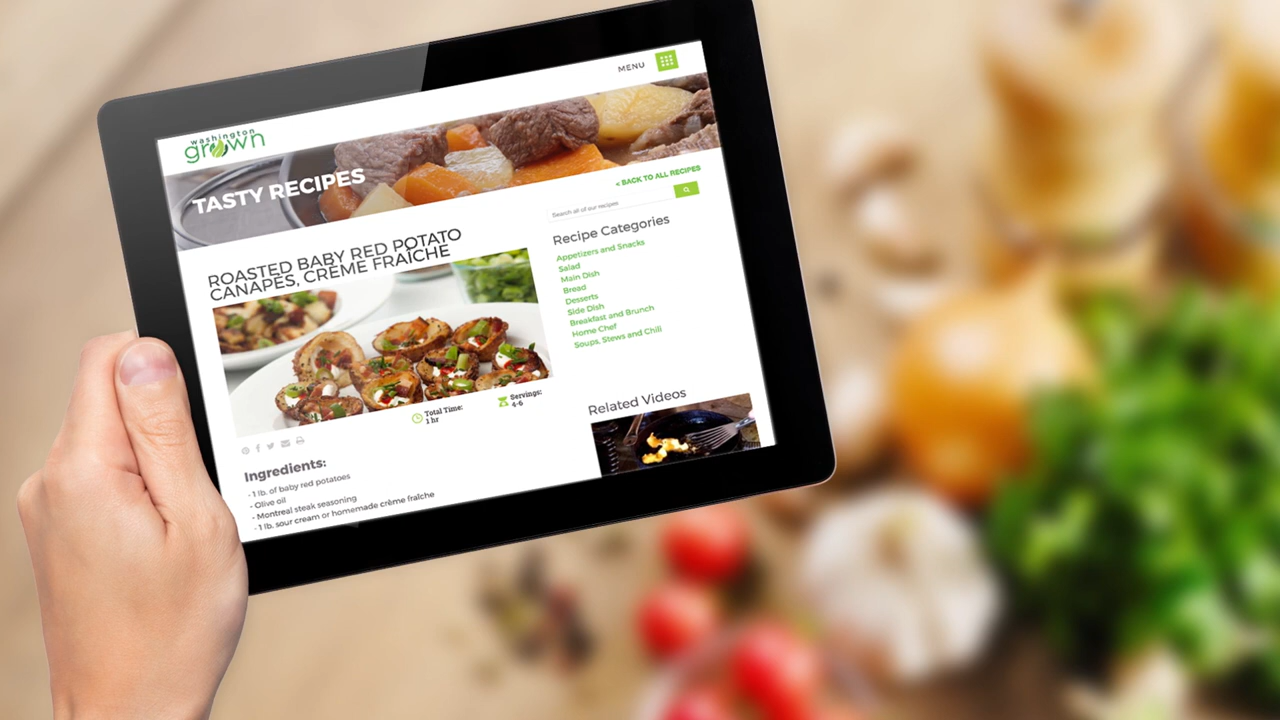 MENU
washington
grown
TASTY RECIPES
< BACK TO ALL RECIPES
Search all of our recipes
ROASTED BABY RED POTATO
CANAPES, CRÈME FRAÎCHE
Recipe Categories
Appetizers and Snacks
Salad
Main Dish
Bread
Desserts
Side Dish
Breakfast and Brunch
Home Chef
Soups, Stews and Chili
Total Time:
1 hr
Servings:
4-6
Related Videos
Ingredients:
- 1 lb. of baby red potatoes
- Olive oil
- Montreal steak seasoning
- 1 lb. sour cream or homemade crème fraîche